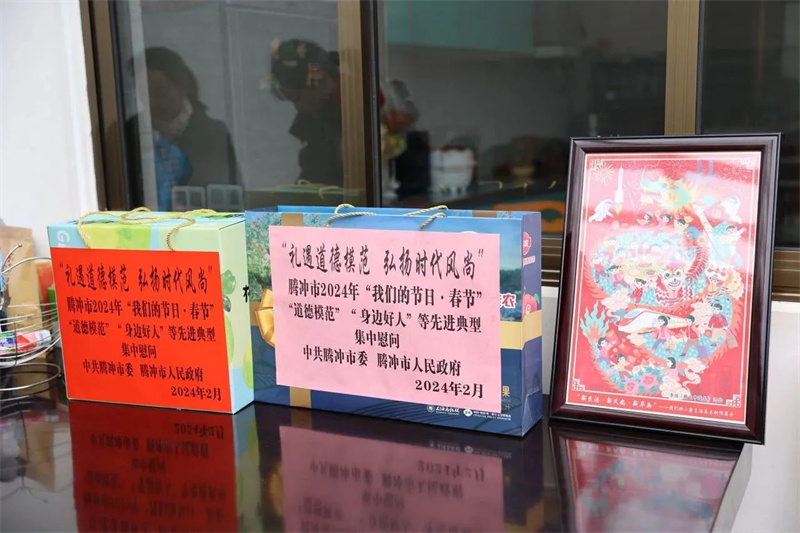 “礼遇道德模范 弘扬时代风尚”
腾冲市2024年“我们的节日·春节”
“道德模范”“身边好人”等先进典型
集中慰问
中共腾冲市委 腾冲市人民政府
2024年2月
“礼遇道德模范 弘扬时代风尚”
腾冲市2024年“我们的节日·春节”
“道德模范”“身边好人”等先进典型
集中慰问
中共腾冲市委 腾冲市人民政府
2024年2月
农
果